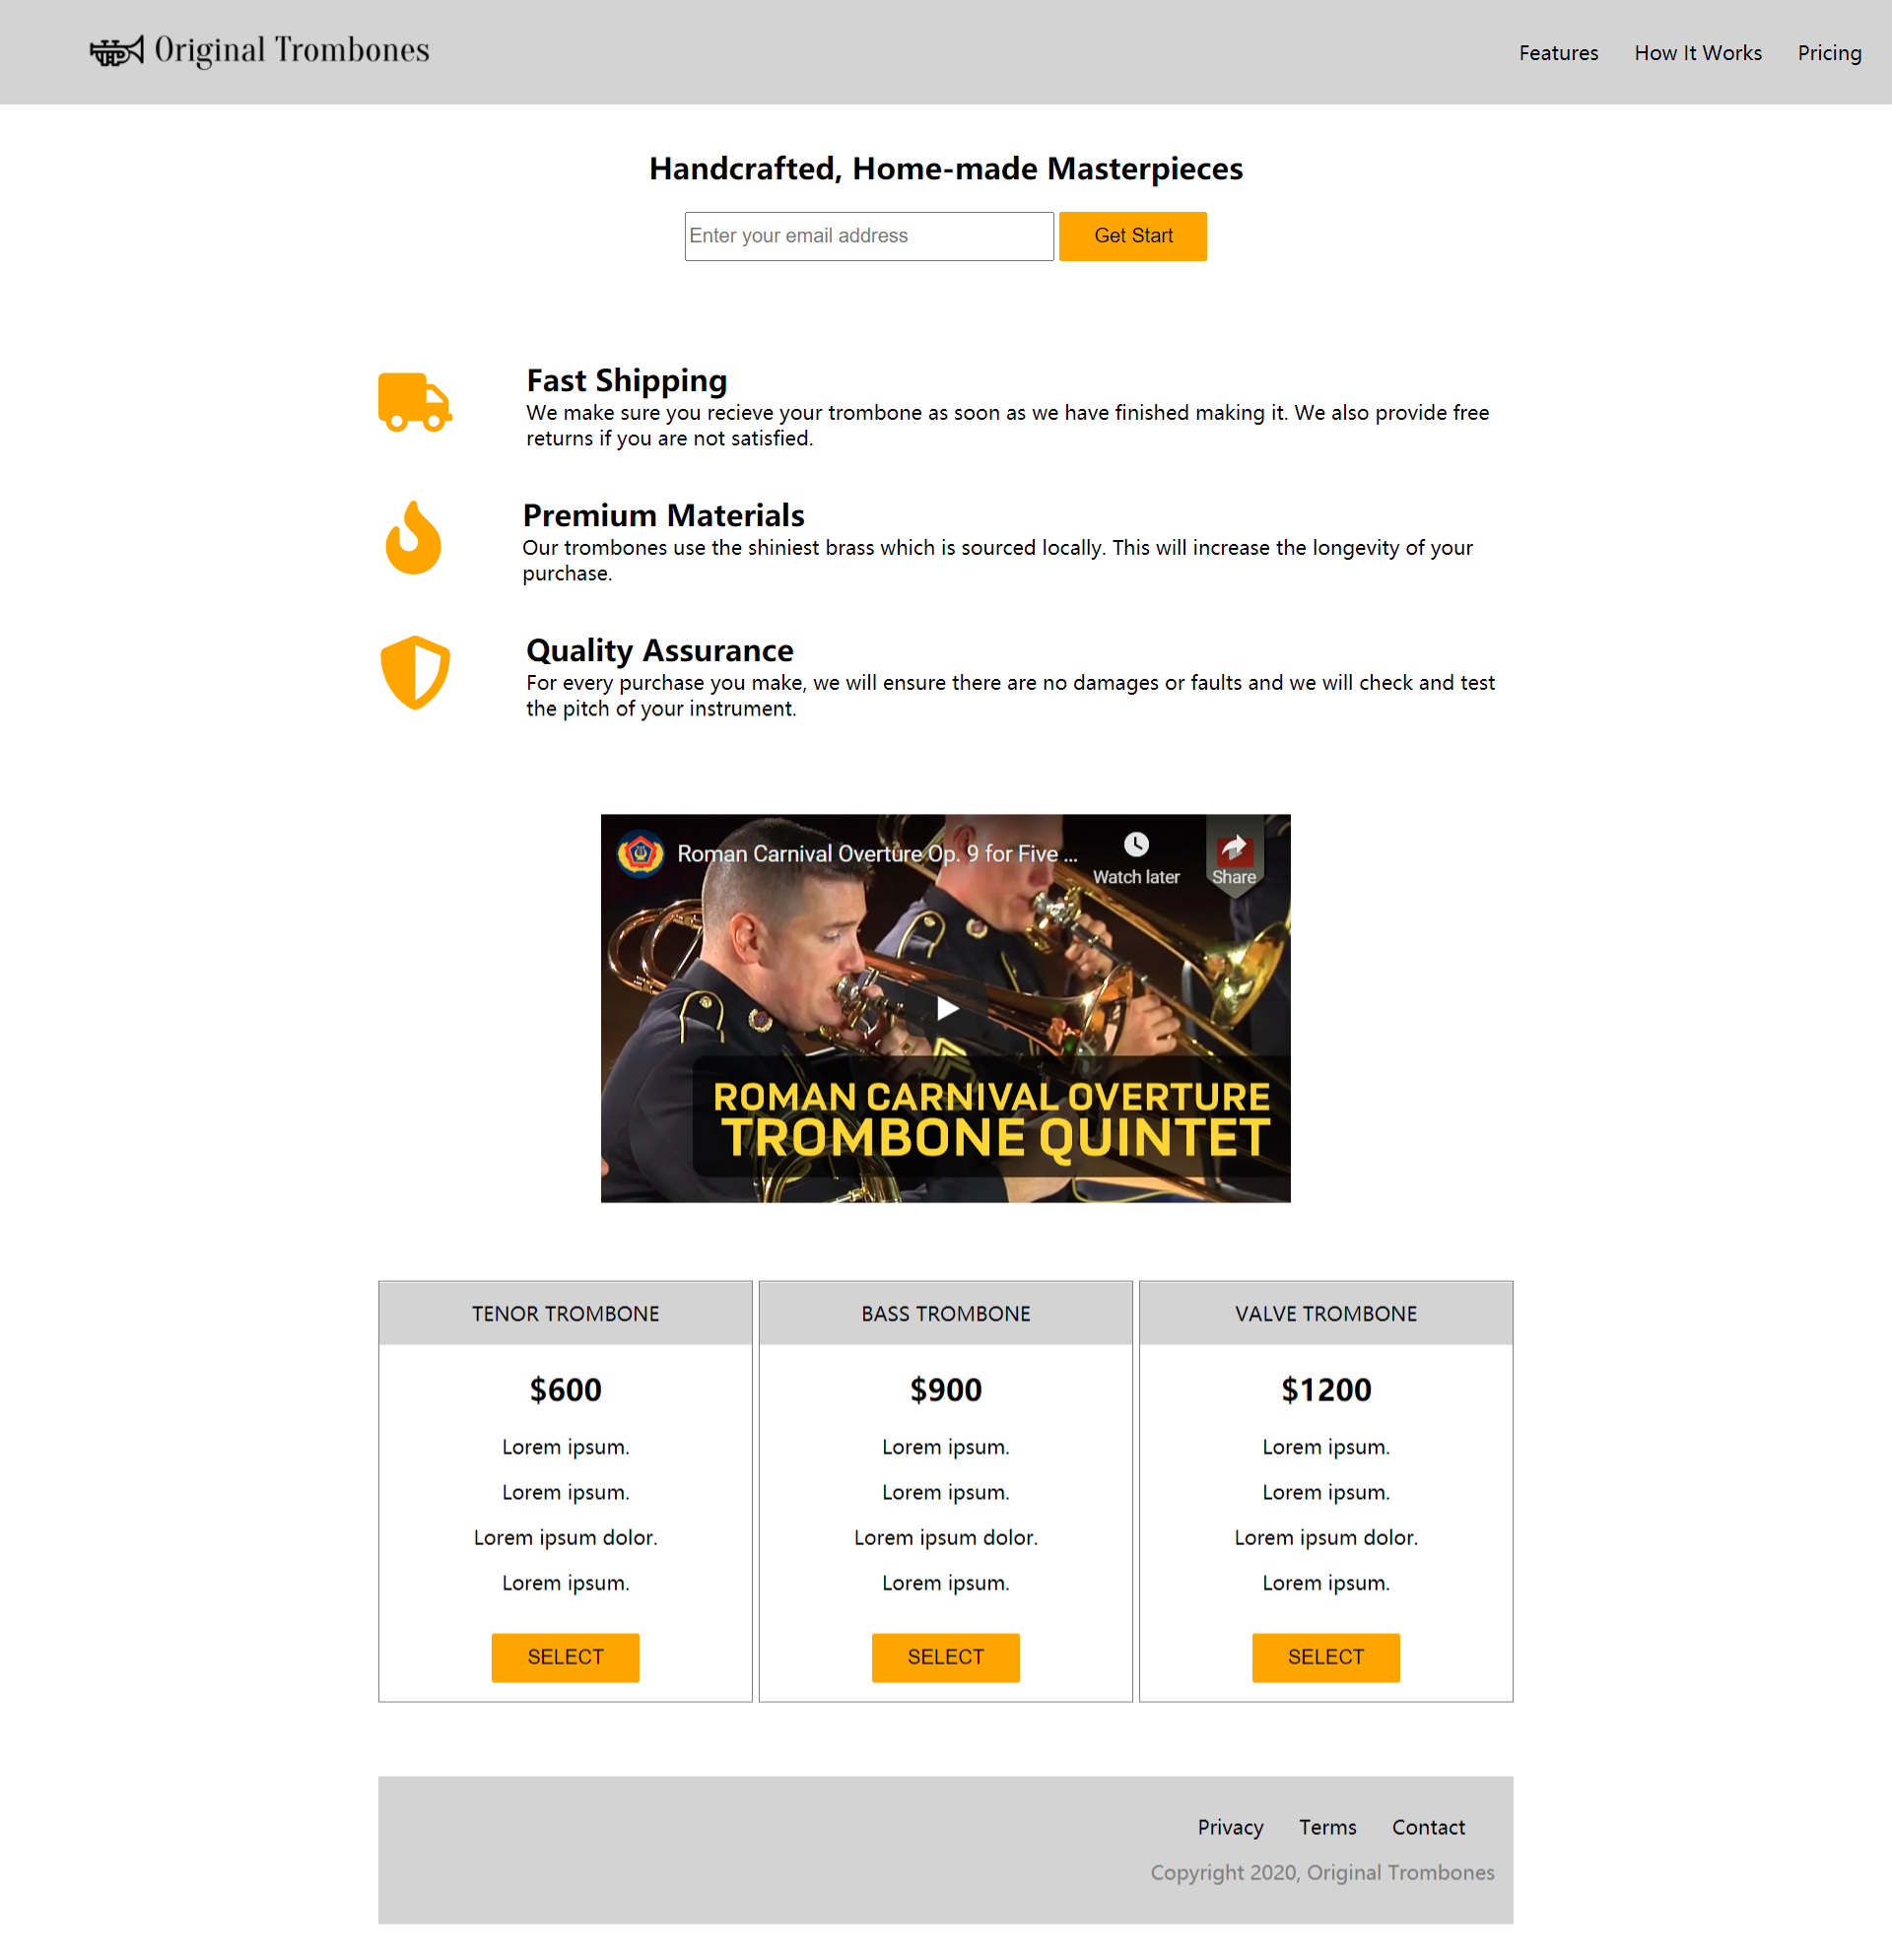 Original Trombones
Features How It Works Pricing
Handcrafted, Home-made Masterpieces
Enter your email address Get Start
Fast Shipping
We make sure you recieve your trombone as soon as we have finished making it. We also provide free
returns if you are not satisfied.
Premium Materials
Our trombones use the shiniest brass which is sourced locally. This will increase the longevity of your
purchase.
Quality Assurance
For every purchase you make, we will ensure there are no damages or faults and we will check and test
the pitch of your instrument.
Roman Carnival Overture Op. 9 for Five ...
Watch later Share
ROMAN CARNIVAL OVERTURE
TROMBONE QUINTET
TENOR TROMBONE
$600
Lorem ipsum.
Lorem ipsum.
Lorem ipsum dolor.
Lorem ipsum.
SELECT
BASS TROMBONE
$900
Lorem ipsum.
Lorem ipsum.
Lorem ipsum dolor.
Lorem ipsum.
SELECT
VALVE TROMBONE
$1200
Lorem ipsum.
Lorem ipsum.
Lorem ipsum dolor.
Lorem ipsum.
SELECT
Privacy Terms Contact
Copyright 2020, Original Trombones